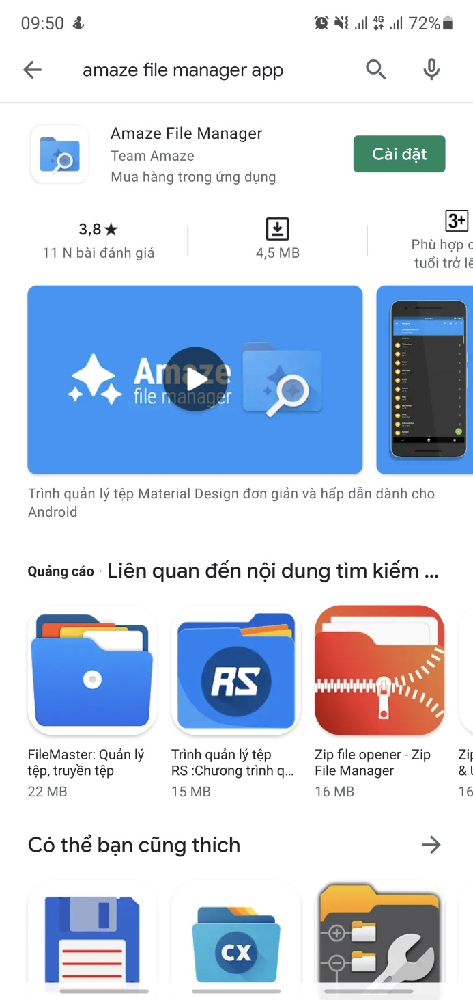 09:50
4G
72%
amaze file manager app
Amaze File Manager
Team Amaze
Mua hàng trong ứng dụng
Cài đặt
3,8★
11 N bài đánh giá
4,5 MB
3+
Phù hợp c
tuổi trở lê
Amaze
file manager
Trình quản lý tệp Material Design đơn giản và hấp dẫn dành cho
Android
Quảng cáo · Liên quan đến nội dung tìm kiếm ...
RS
FileMaster: Quản lý
tệp, truyền tệp
22 MB
Trình quản lý tệp
RS :Chương trình q...
15 MB
Zip file opener - Zip
File Manager
16 MB
Zip
& U
16
Có thể bạn cũng thích
CX